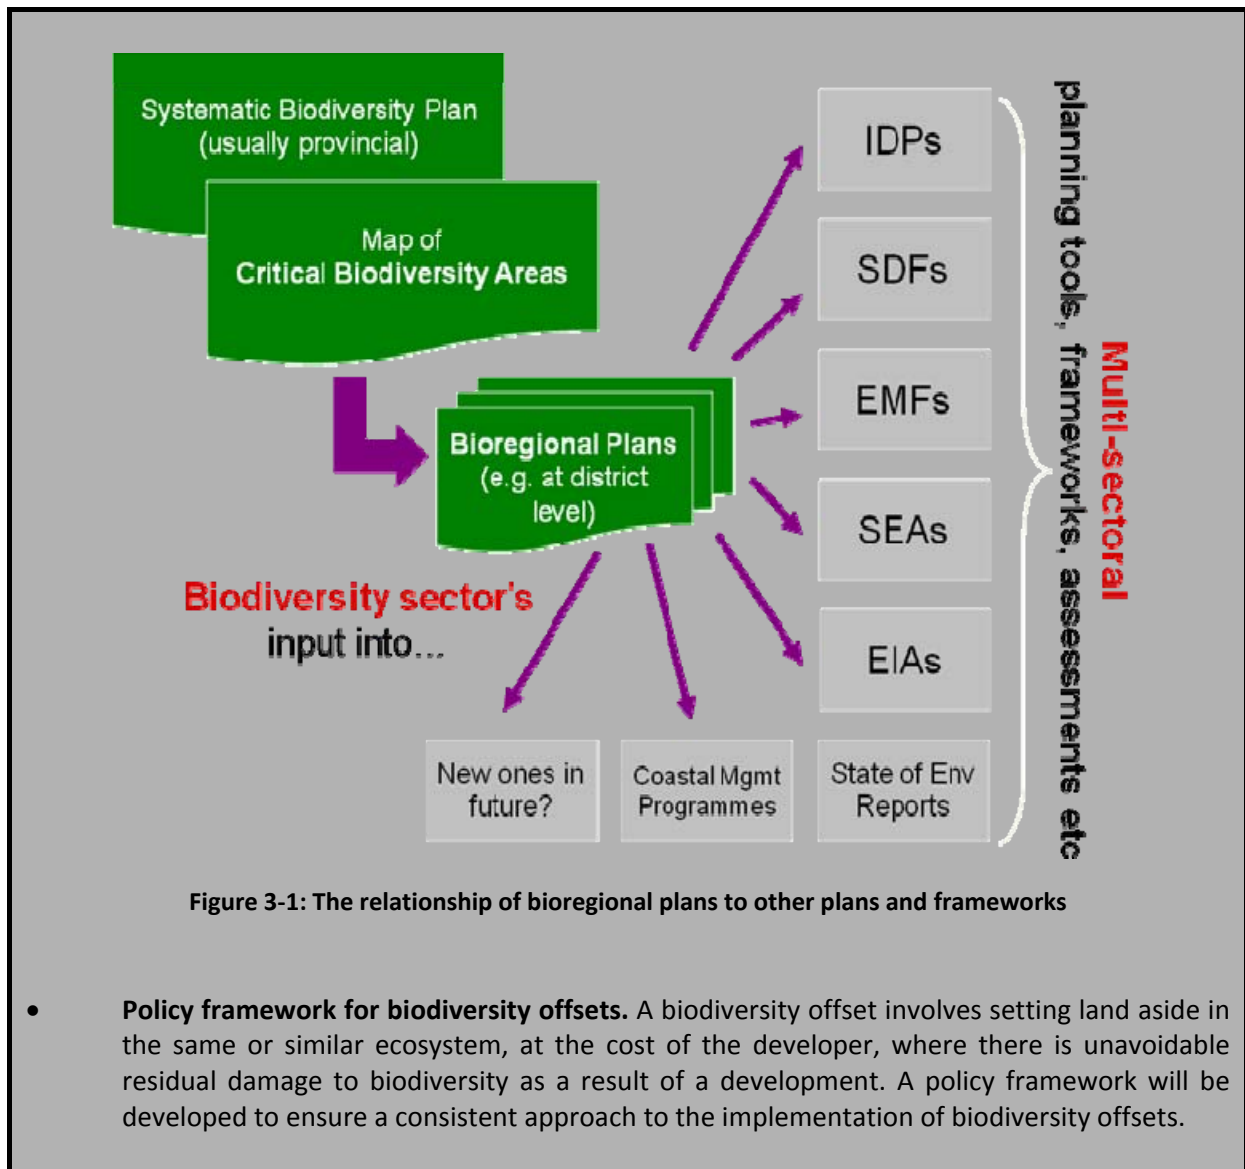 Systematic Biodiversity Plan
(usually provincial)
Map of
Critical Biodiversity Areas
Bioregional Plans
(e.g. at district
level)
Biodiversity sector's
input into...
IDPs
SDFs
EMFs
SEAs
EIAs
New ones in
future?
Coastal Mgmt
Programmes
State of Env
Reports
Multi-sectoral
planning tools, frameworks, assessments etc
Figure 3-1: The relationship of bioregional plans to other plans and frameworks
• Policy framework for biodiversity offsets. A biodiversity offset involves setting land aside in
the same or similar ecosystem, at the cost of the developer, where there is unavoidable
residual damage to biodiversity as a result of a development. A policy framework will be
developed to ensure a consistent approach to the implementation of biodiversity offsets.